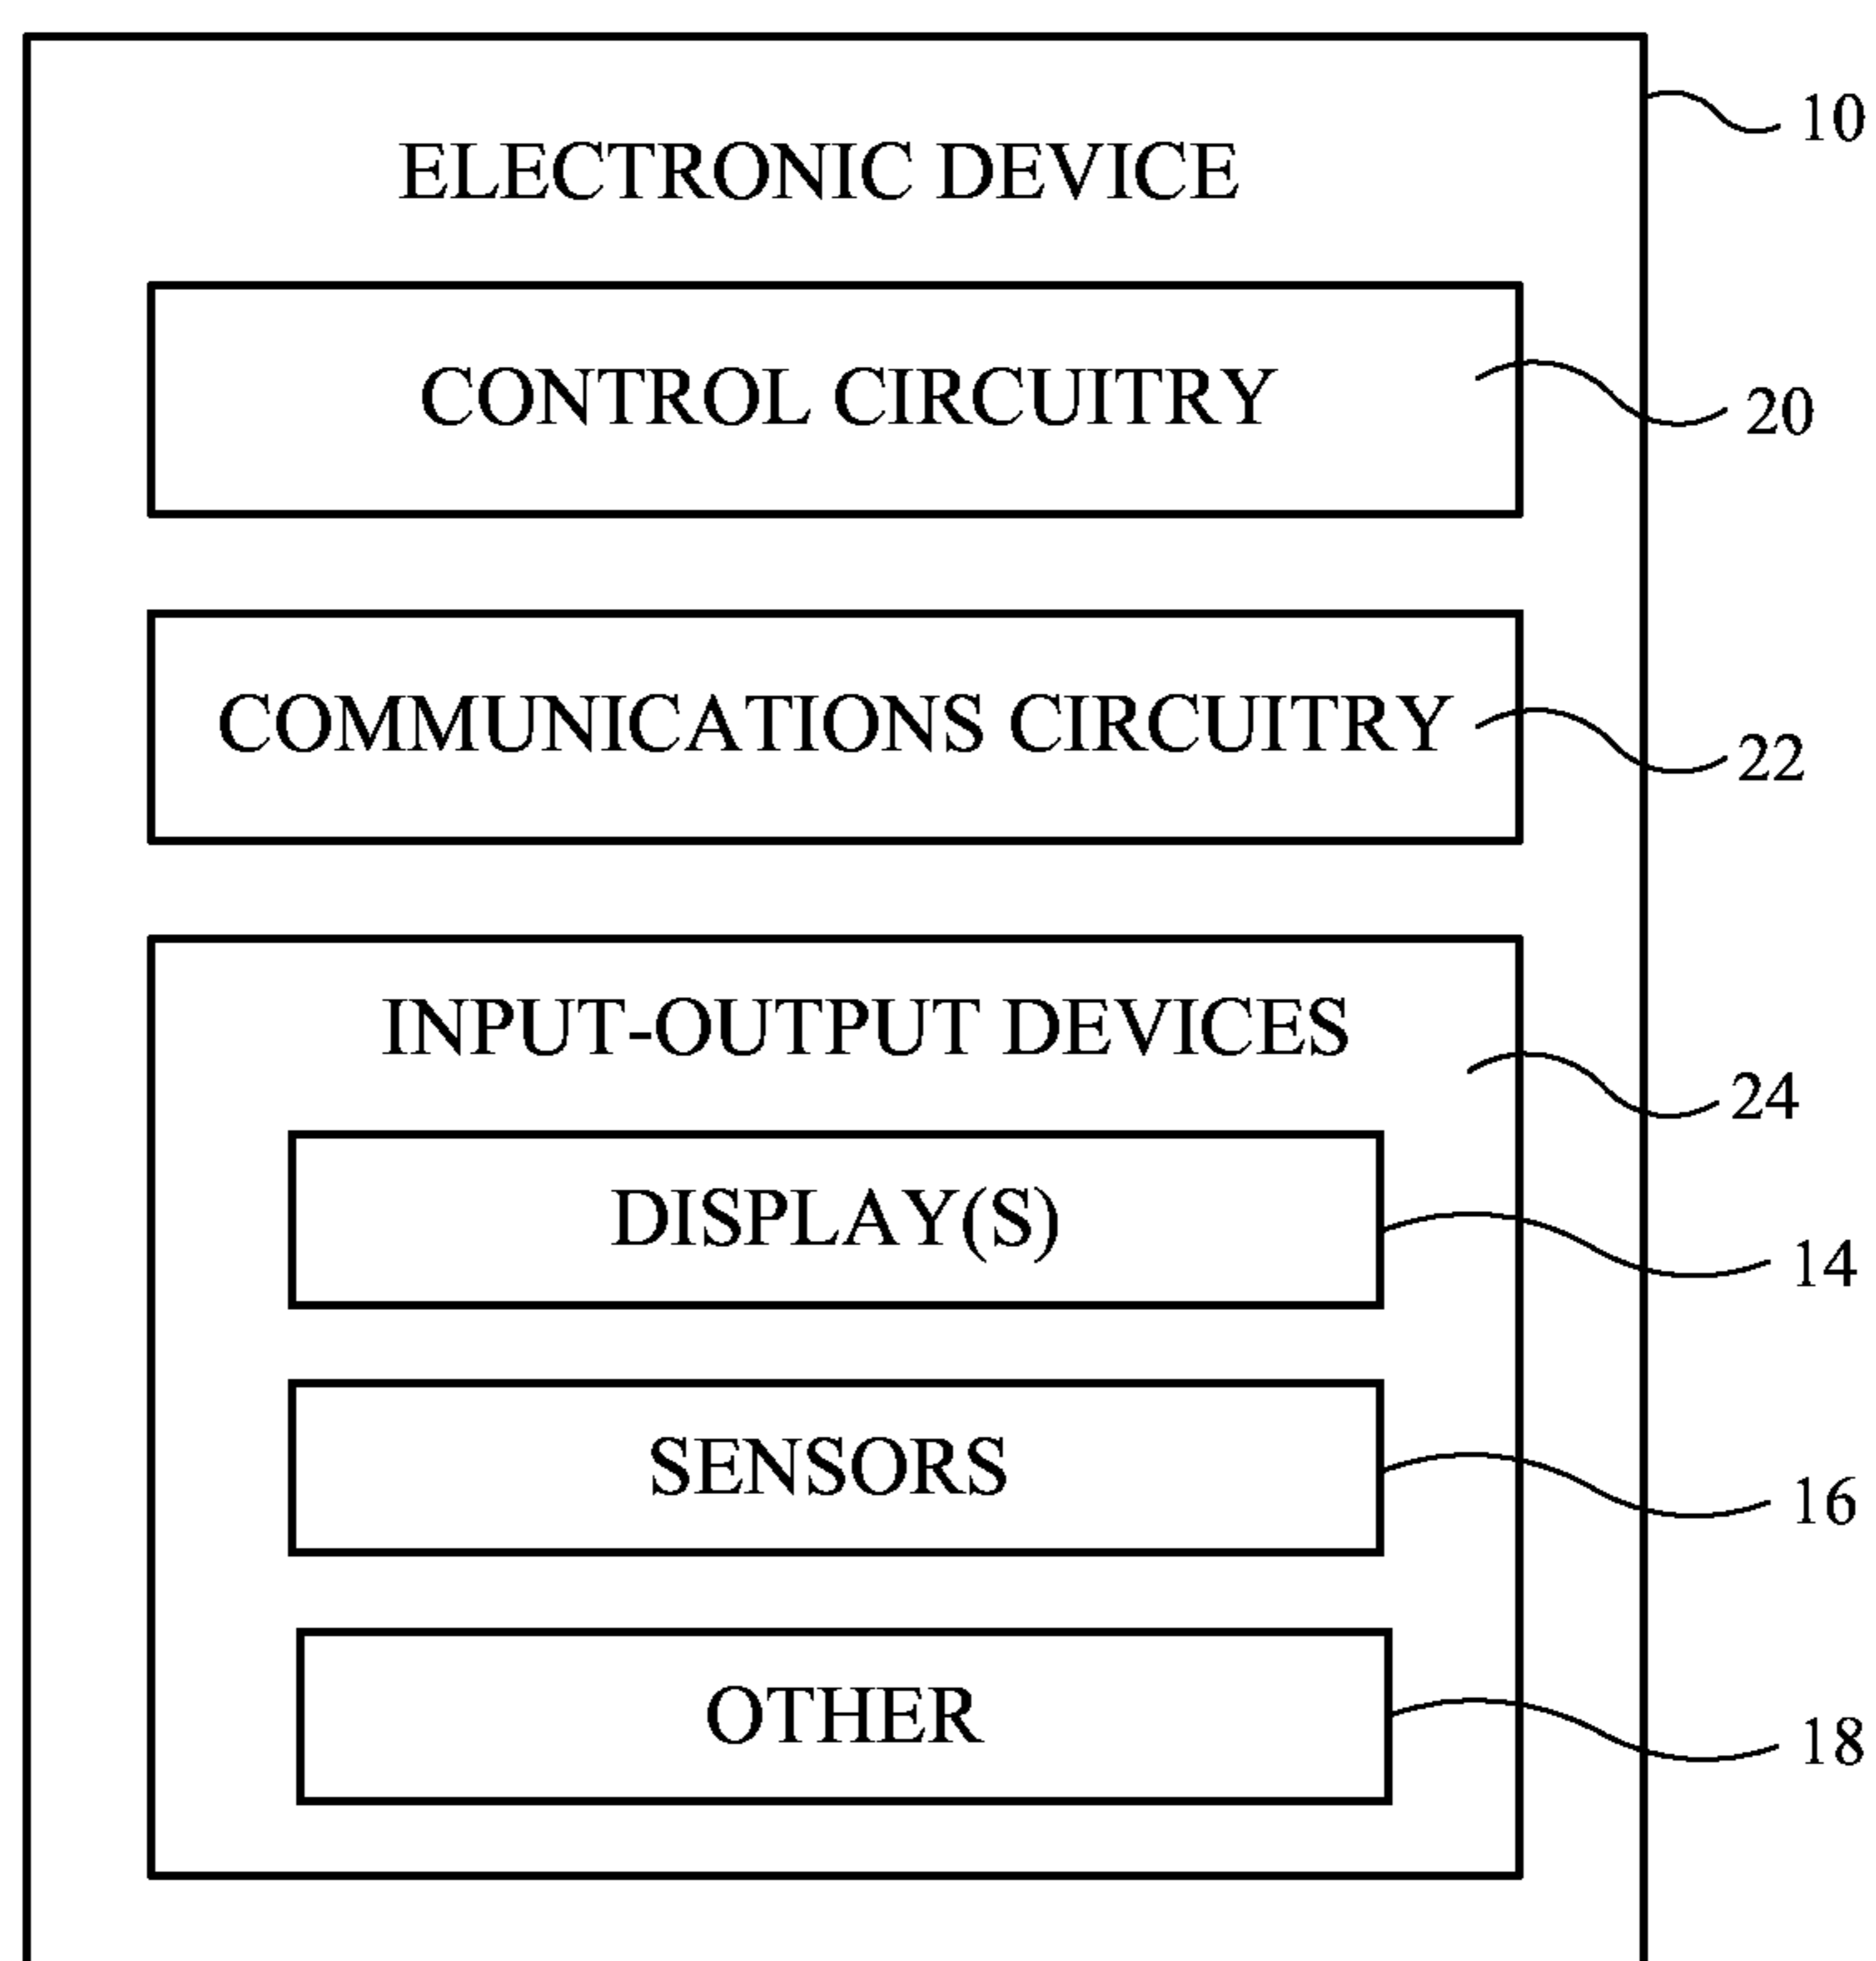 10
ELECTRONIC DEVICE
CONTROL CIRCUITRY
20
COMMUNICATIONS CIRCUITRY
22
INPUT-OUTPUT DEVICES
24
DISPLAY(S)
14
SENSORS
16
OTHER
18